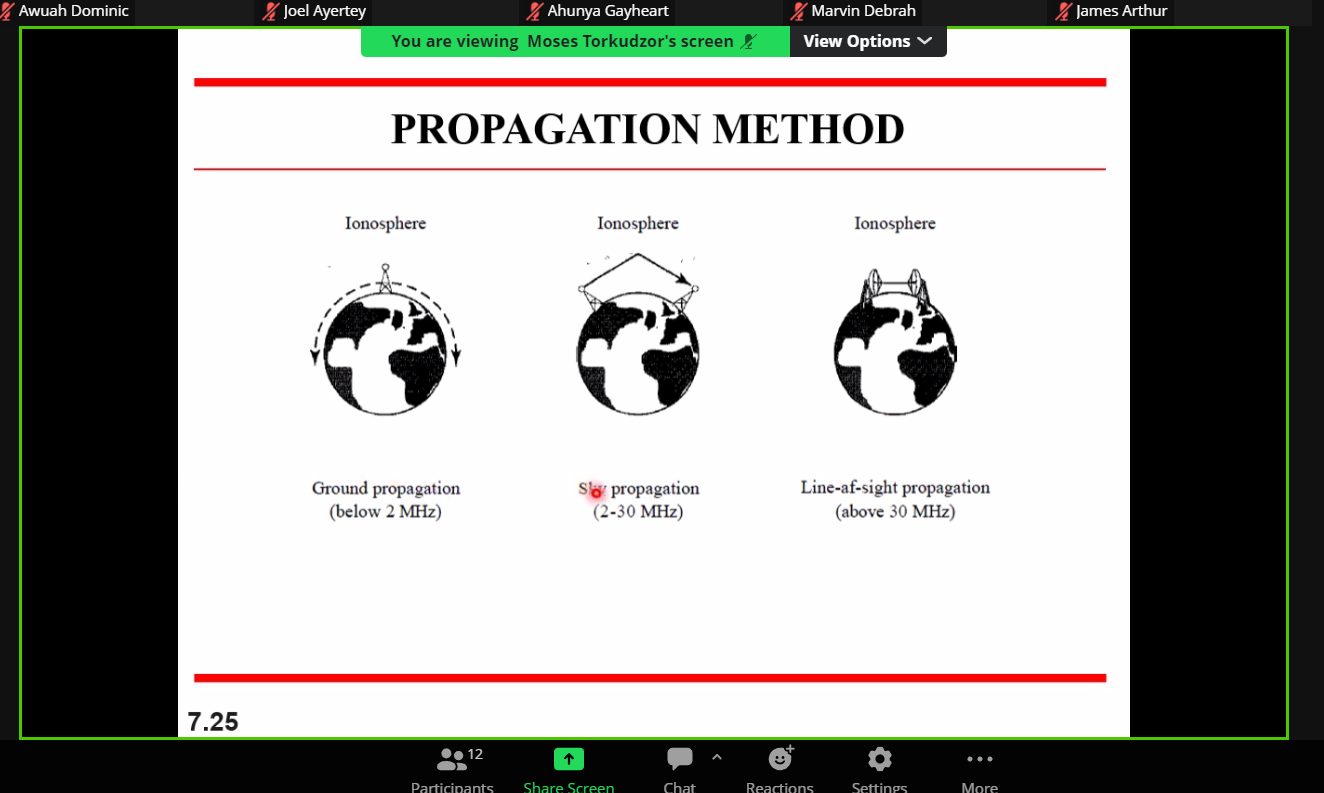 Awuah Dominic
Joel Ayertey
Ahunya Gayheart
Marvin Debrah
James Arthur
You are viewing Moses Torkudzor's screen
View Options
PROPAGATION METHOD
Ionosphere
Ionosphere
Ionosphere
Ground propagation
(below 2 MHz)
Sky propagation
(2-30 MHz)
Line-af-sight propagation
(above 30 MHz)
7.25
12
Participants
Share Screen
Chat
Reactions
Settings
More